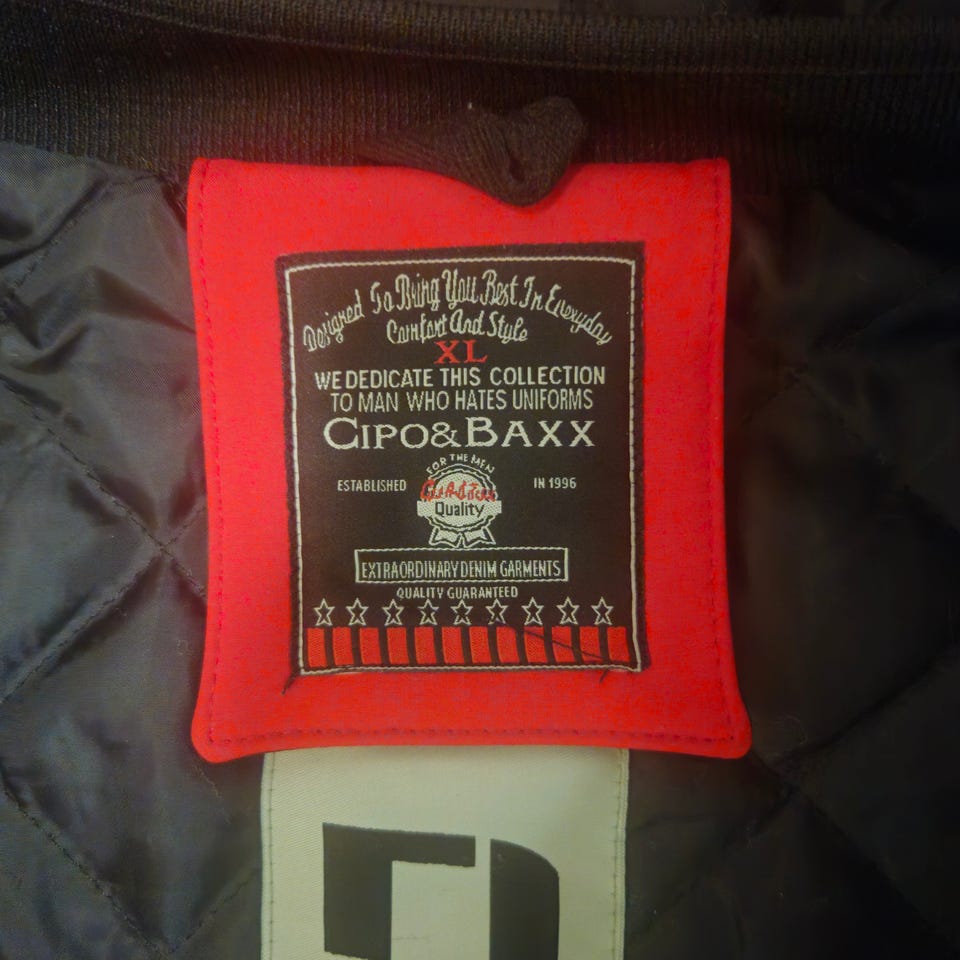 Designed To Bring You Best In Everyday
Comfort And Style
XL
WE DEDICATE THIS COLLECTION
TO MAN WHO HATES UNIFORMS
CIPO&BAXX
FOR THE MEN
ESTABLISHED
IN 1996
Quality
EXTRAORDINARY DENIM GARMENTS
QUALITY GUARANTEED